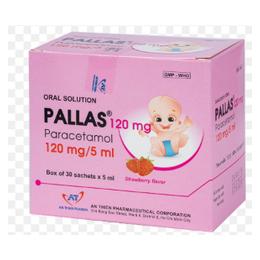 GMP - WHO
ORAL SOLUTION
PALLAS® 120 mg
Paracetamol
120 mg/5 ml
Strawberry flavor
Box of 30 sachets x 5 ml
AT
AN THIEN PHARMACEUTICAL CORPORATION